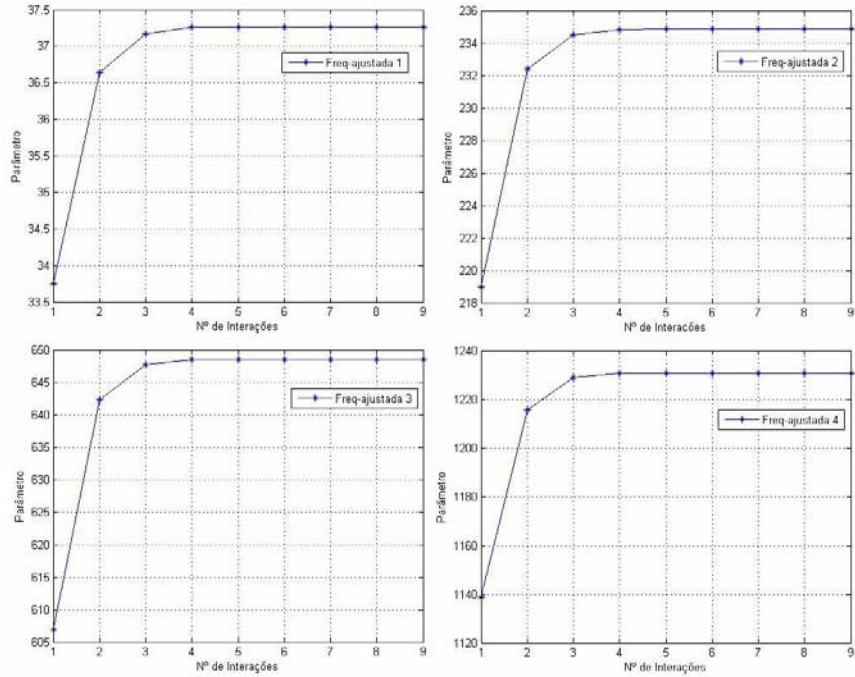 37.5
37
36.5
36
35.5
35
34.5
34
33.5
Parâmetro
Freq-ajustada 1
1 2 3 4 5 6 7 8 9
Nº de Interações
236
234
232
230
228
226
224
222
220
218
Parâmetro
Freq-ajustada 2
1 2 3 4 5 6 7 8 9
Nº de Interações
650
645
640
635
630
625
620
615
610
605
Parâmetro
Freq-ajustada 3
1 2 3 4 5 6 7 8 9
Nº de Interações
1240
1220
1200
1180
1160
1140
1120
Parâmetro
Freq-ajustada 4
1 2 3 4 5 6 7 8 9
Nº de Interações